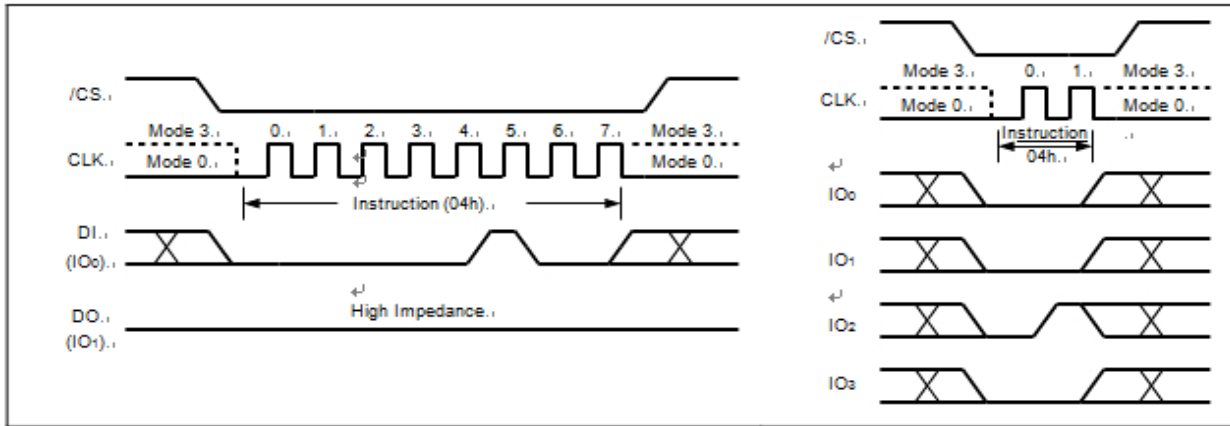 /CS.
Mode 3. 0. 1. 2. 3. 4. 5. 6. 7. Mode 3.
CLK. Mode 0. Mode 0.
Instruction (04h).
DI.
(IO0).
High Impedance.
DO.
(IO1).
/CS.
Mode 3. 0. 1. Mode 3.
CLK. Mode 0. Mode 0.
Instruction
04h.
IO0
IO1
IO2
IO3